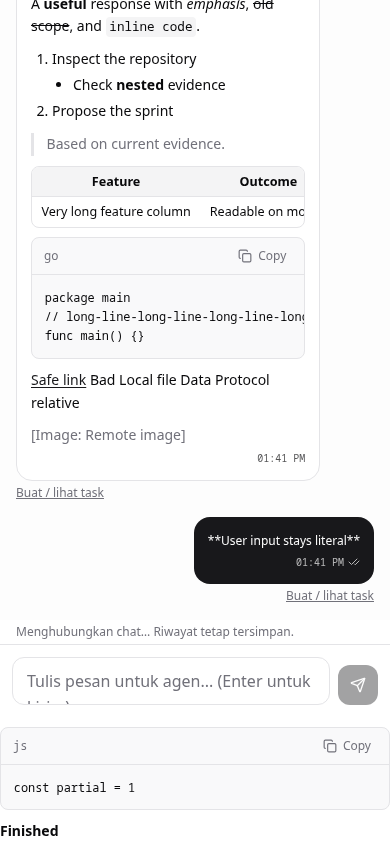 A useful response with emphasis, old
scope, and inline code.
1. Inspect the repository
• Check nested evidence
2. Propose the sprint
Based on current evidence.
Feature Outcome
Very long feature column Readable on mo
go Copy
package main
// long-line-long-line-long-line-long
func main() {}
Safe link Bad Local file Data Protocol
relative
[Image: Remote image]
01:41 PM
Buat / lihat task
**User input stays literal**
01:41 PM
Buat / lihat task
Menghubungkan chat... Riwayat tetap tersimpan.
Tulis pesan untuk agen... (Enter untuk
js Copy
const partial = 1
Finished